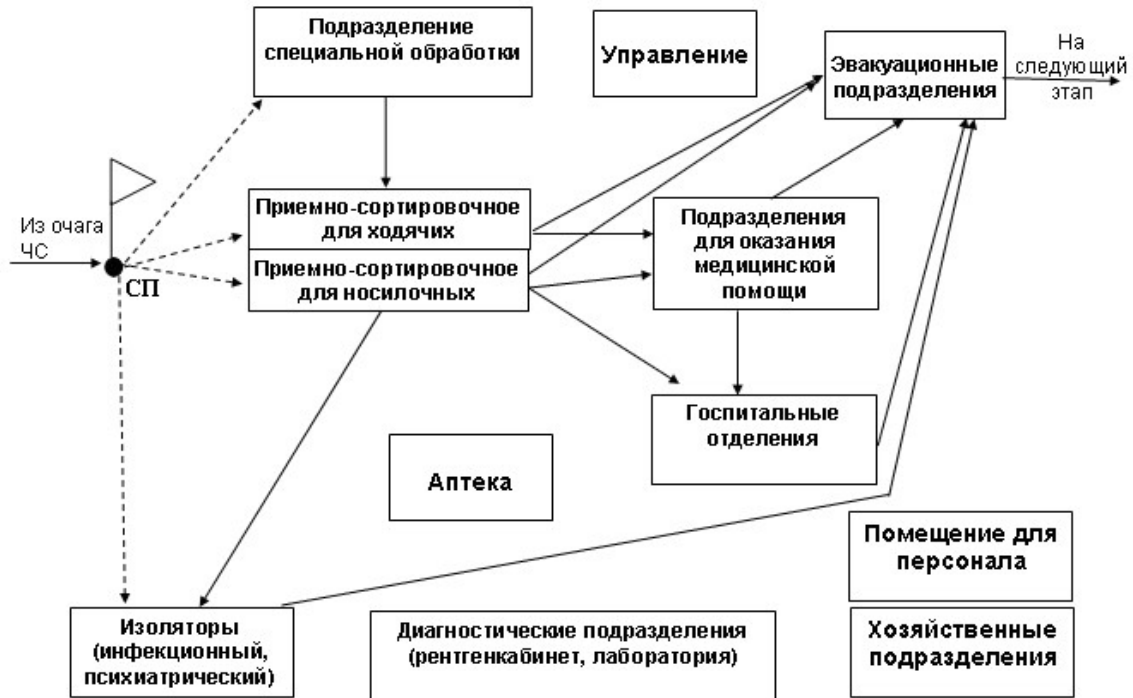 Подразделение
специальной обработки
Управление
Эвакуационные
подразделения
На
следующий
этап
Из очага
ЧС
СП
Приемно-сортировочное
для ходячих
Приемно-сортировочное
для носилочных
Подразделения
для оказания
медицинской
помощи
Госпитальные
отделения
Аптека
Помещение для
персонала
Изоляторы
(инфекционный,
психиатрический)
Диагностические подразделения
(рентгенкабинет, лаборатория)
Хозяйственные
подразделения